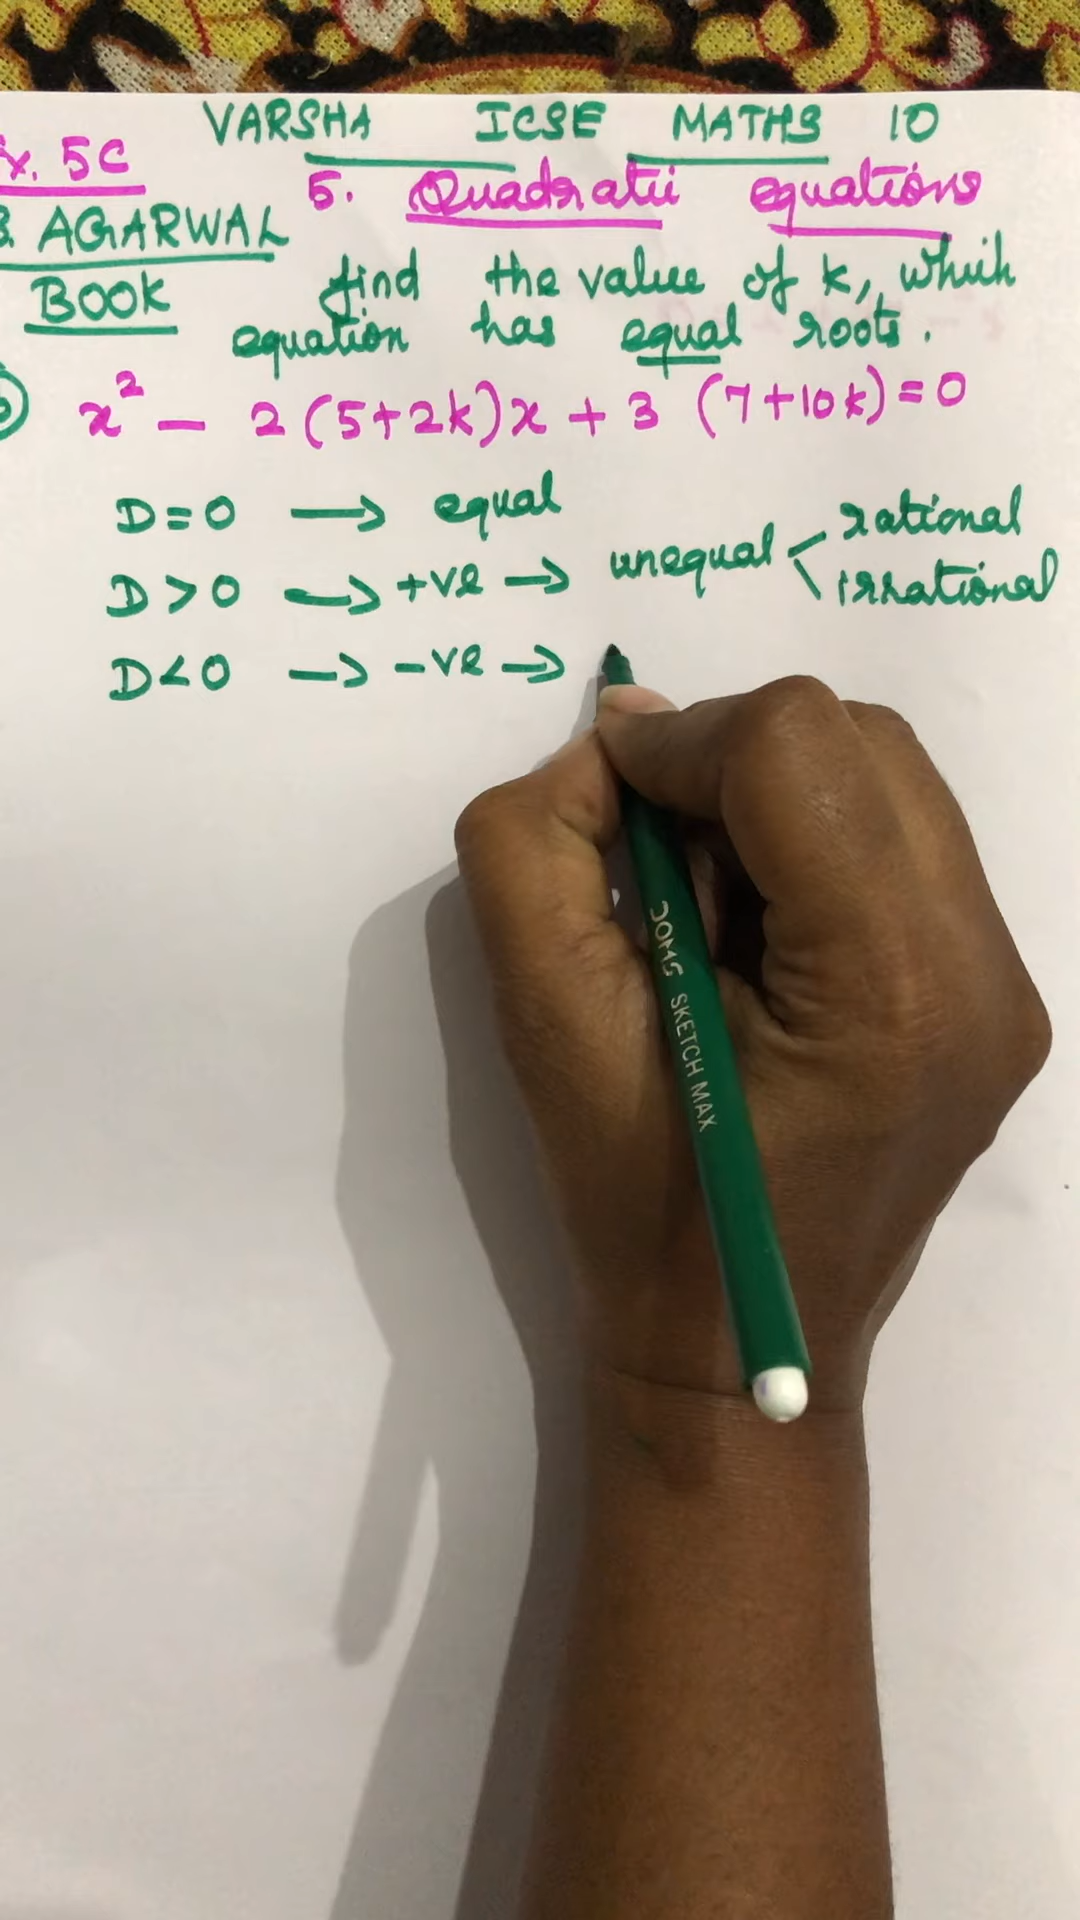 VARSHA ICSE MATHS 10
x. 5C
5. Quadratic equations
AGARWAL
BOOK
find the value of k, which
equation has equal roots.
x² - 2(5+2k)x + 3 (7+10k)=0
D=0 → equal
D>0 → +ve → unequal < rational
irrational
D<0 → -ve →
DOMS SKETCH MAX